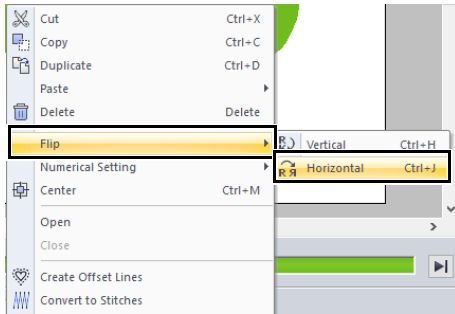 Cut Ctrl+X
Copy Ctrl+C
Duplicate Ctrl+D
Paste
Delete Delete
Flip
Vertical Ctrl+H
Numerical Setting
Horizontal Ctrl+J
Center Ctrl+M
Open
Close
Create Offset Lines
Convert to Stitches